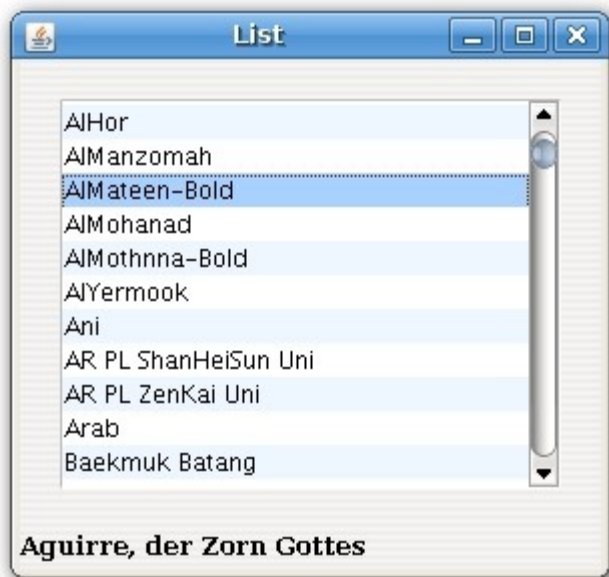 List
AlHor
AlManzomah
AlMateen-Bold
AlMohanad
AlMothnna-Bold
AlYermook
Ani
AR PL ShanHeiSun Uni
AR PL ZenKai Uni
Arab
Baekmuk Batang
Aguirre, der Zorn Gottes